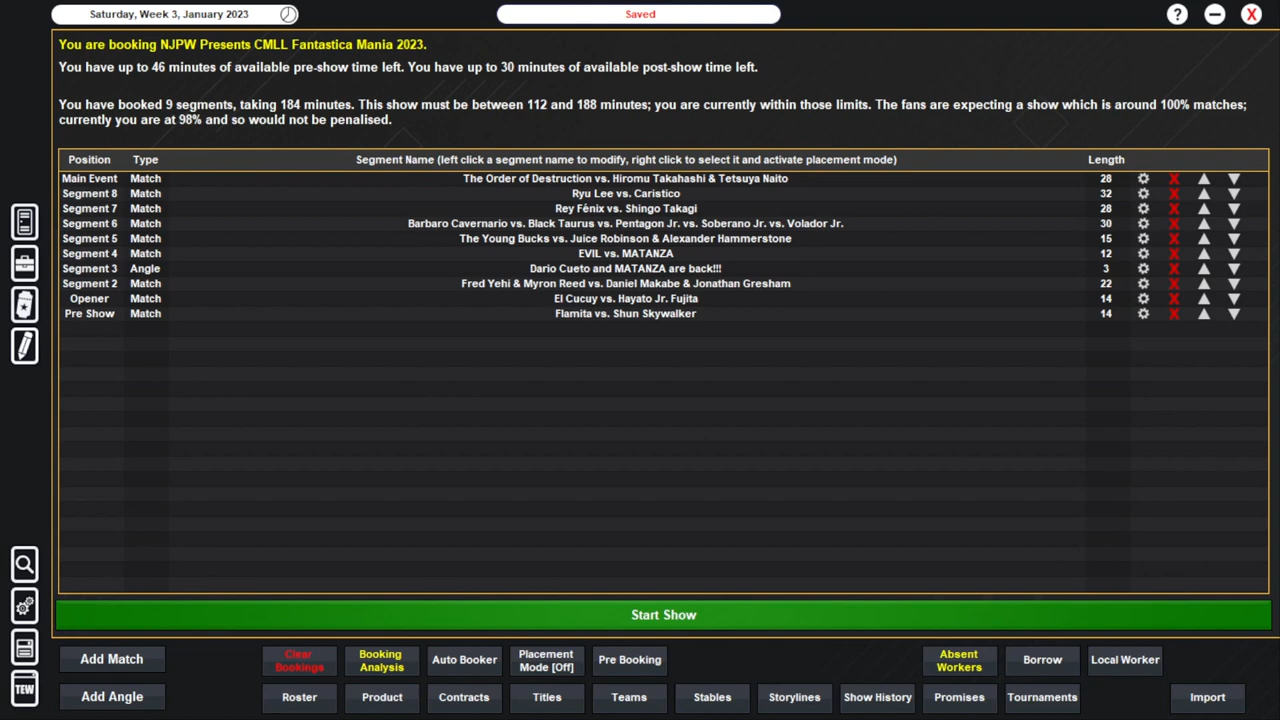 Saturday, Week 3, January 2023
Saved
?
X
You are booking NJPW Presents CMLL Fantastica Mania 2023.
You have up to 46 minutes of available pre-show time left. You have up to 30 minutes of available post-show time left.
You have booked 9 segments, taking 184 minutes. This show must be between 112 and 188 minutes; you are currently within those limits. The fans are expecting a show which is around 100% matches;
currently you are at 98% and so would not be penalised.
Position Type Segment Name (left click a segment name to modify, right click to select it and activate placement mode) Length
Main Event Match The Order of Destruction vs. Hiromu Takahashi & Tetsuya Naito 28 X
Segment 8 Match Ryu Lee vs. Caristico 32 X
Segment 7 Match Rey Fénix vs. Shingo Takagi 28 X
Segment 6 Match Barbaro Cavernario vs. Black Taurus vs. Pentagon Jr. vs. Soberano Jr. vs. Volador Jr. 30 X
Segment 5 Match The Young Bucks vs. Juice Robinson & Alexander Hammerstone 15 X
Segment 4 Match EVIL vs. MATANZA 12 X
Segment 3 Angle Dario Cueto and MATANZA are back!!! 3 X
Segment 2 Match Fred Yehi & Myron Reed vs. Daniel Makabe & Jonathan Gresham 22 X
Opener Match El Cucuy vs. Hayato Jr. Fujita 14 X
Pre Show Match Flamita vs. Shun Skywalker 14 X
Start Show
Add Match
Clear Bookings
Booking Analysis
Auto Booker
Placement Mode [Off]
Pre Booking
Absent Workers
Borrow
Local Worker
TEW
Add Angle
Roster
Product
Contracts
Titles
Teams
Stables
Storylines
Show History
Promises
Tournaments
Import